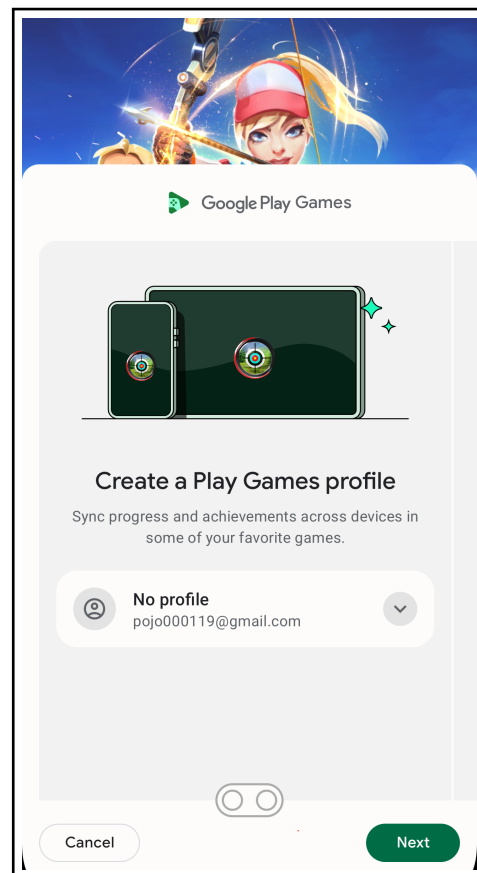 Google Play Games
Create a Play Games profile
Sync progress and achievements across devices in
some of your favorite games.
No profile
pojo000119@gmail.com
Cancel
Next